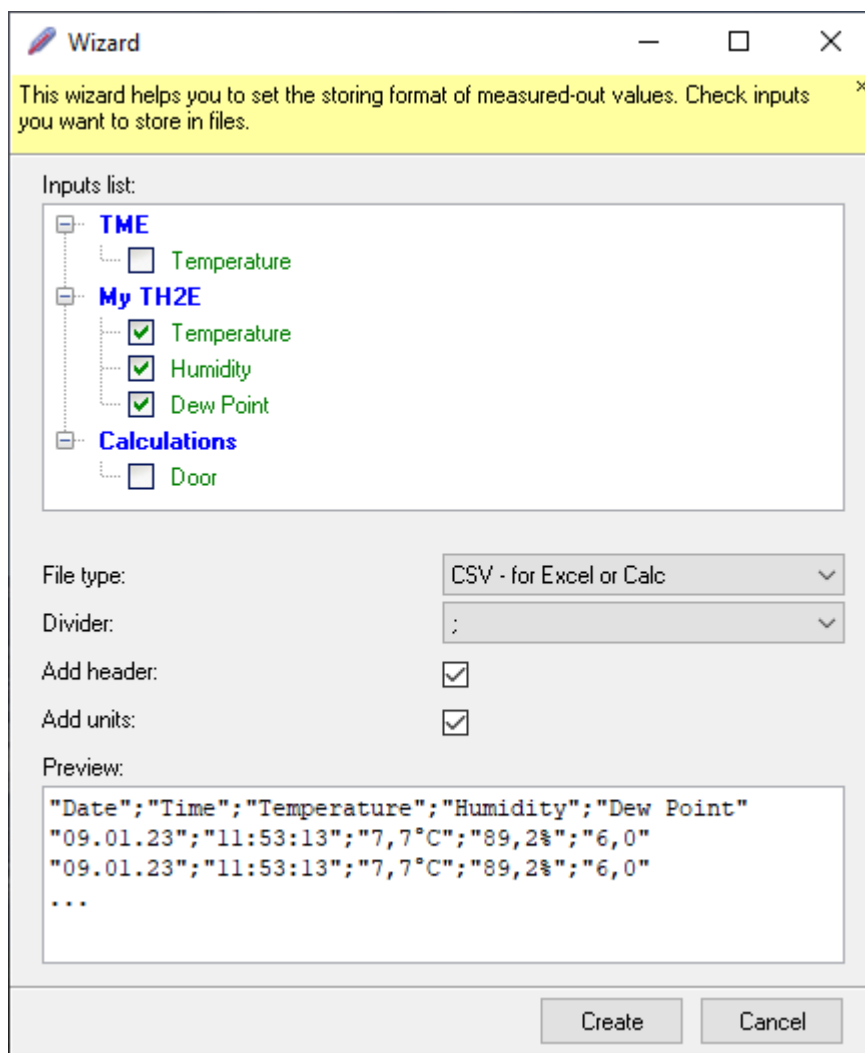 Wizard
This wizard helps you to set the storing format of measured-out values. Check inputs
you want to store in files.
Inputs list:
TME
Temperature
My TH2E
Temperature
Humidity
Dew Point
Calculations
Door
File type: CSV - for Excel or Calc
Divider: ;
Add header:
Add units:
Preview:
"Date";"Time";"Temperature";"Humidity";"Dew Point"
"09.01.23";"11:53:13";"7,7°C";"89,2%";"6,0"
"09.01.23";"11:53:13";"7,7°C";"89,2%";"6,0"
...
Create Cancel